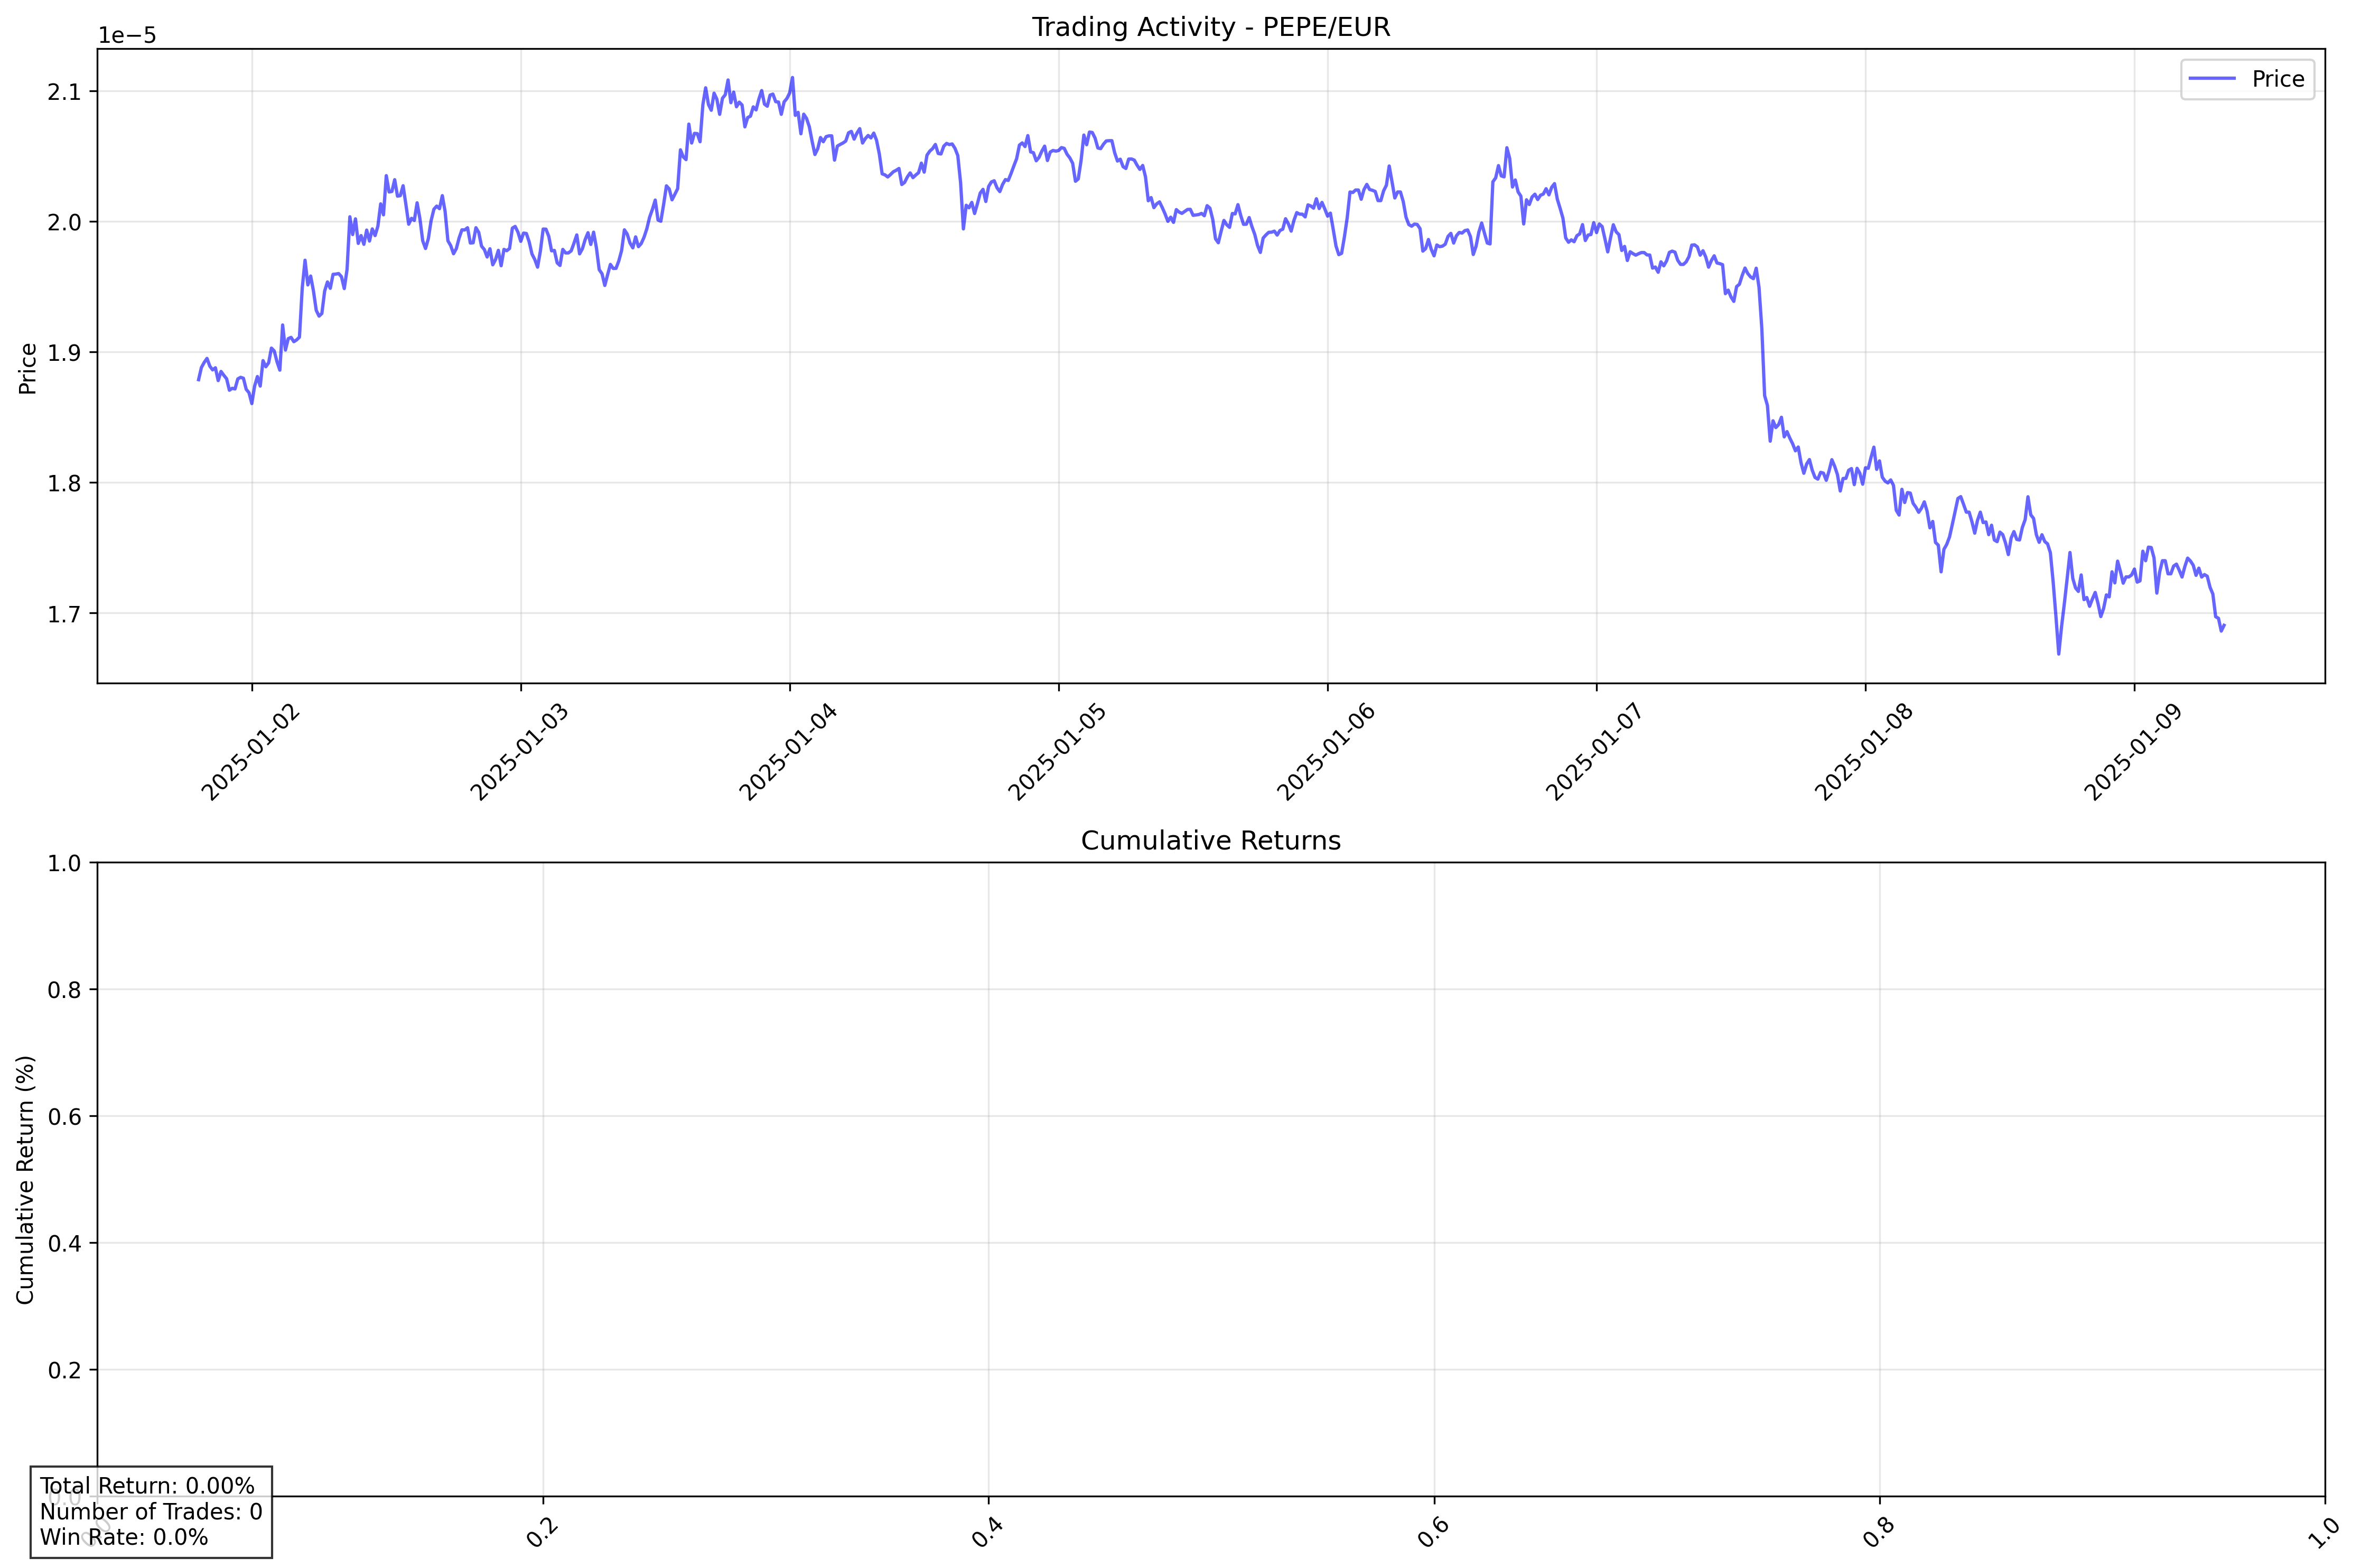 Trading Activity - PEPE/EUR
1e−5
2.1
2.0
1.9
1.8
1.7
Price
Price
2025-01-02
2025-01-03
2025-01-04
2025-01-05
2025-01-06
2025-01-07
2025-01-08
2025-01-09
Cumulative Returns
1.0
0.8
0.6
0.4
0.2
0.0
Cumulative Return (%)
0.0
0.2
0.4
0.6
0.8
1.0
Total Return: 0.00%
Number of Trades: 0
Win Rate: 0.0%